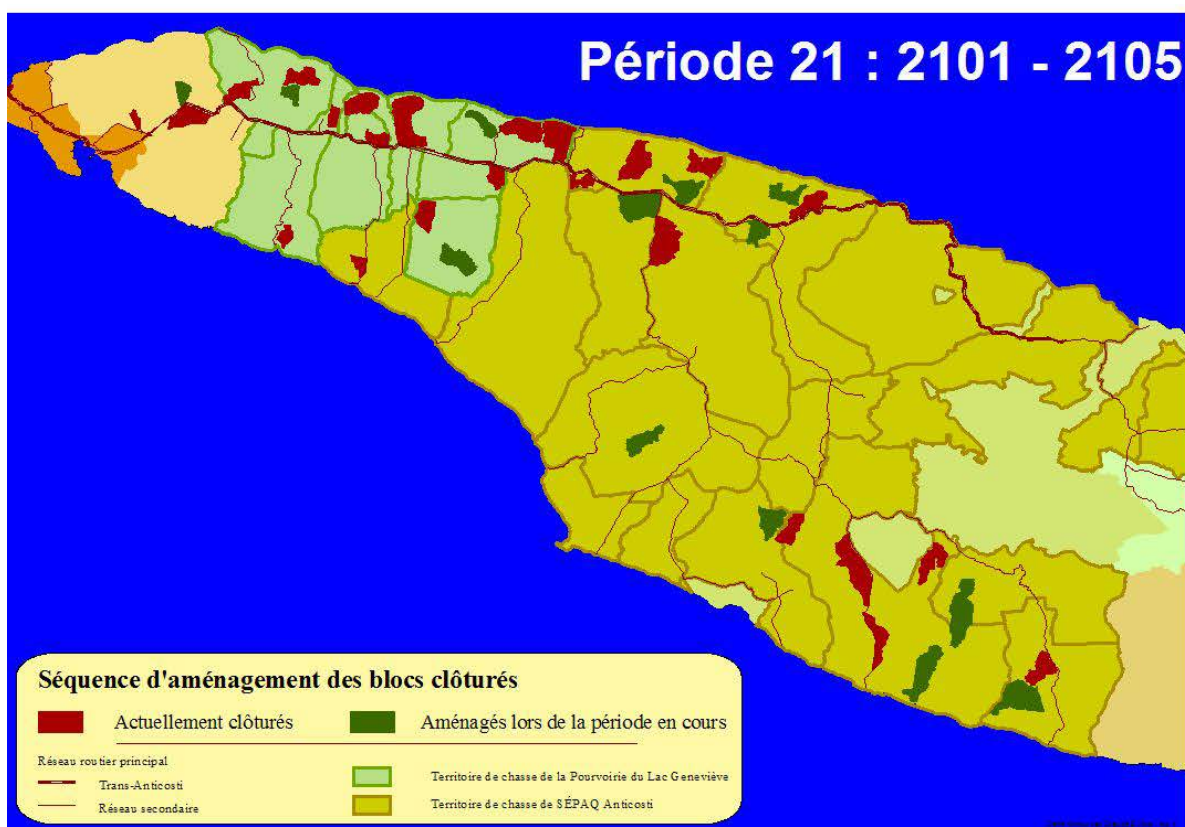 Période 21 : 2101 - 2105
Séquence d'aménagement des blocs clôturés
Actuellement clôturés
Aménagés lors de la période en cours
Réseau routier principal
Trans-Anticosti
Réseau secondaire
Territoire de chasse de la Pourvoirie du Lac Geneviève
Territoire de chasse de SÉPAQ Anticosti